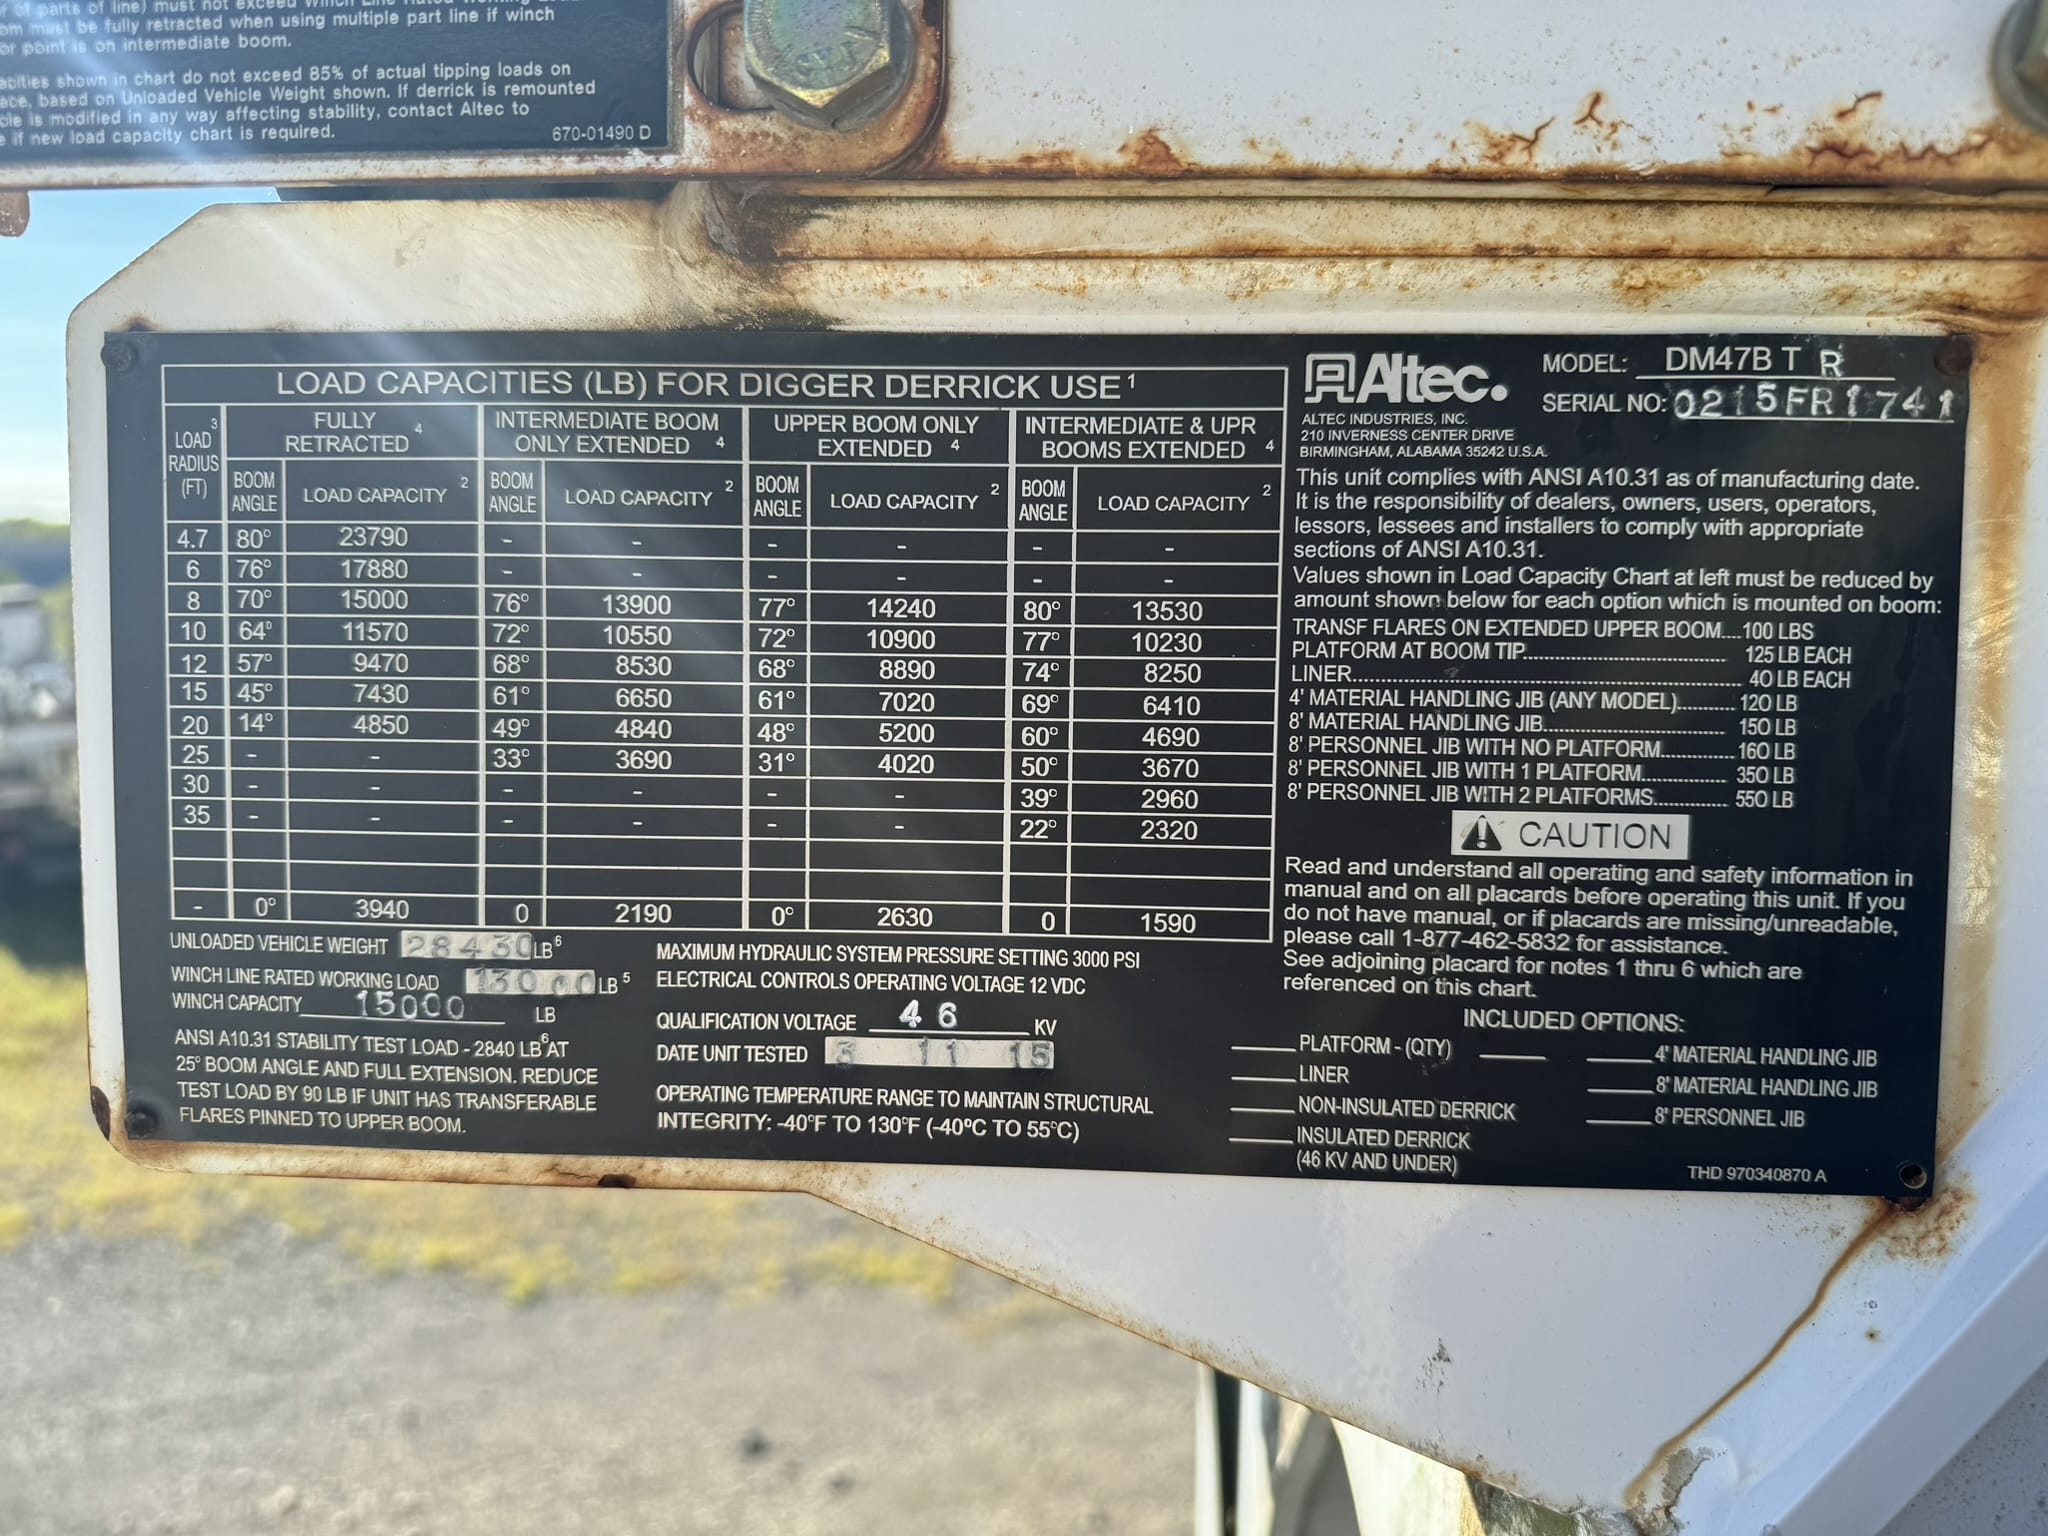 of parts of line) must not exceed Winch Line Rated Working
must be fully retracted when using multiple part line if winch
or point is on intermediate boom.
acities shown in chart do not exceed 85% of actual tipping loads on
based on Unloaded Vehicle Weight shown. If derrick is remounted
is modified in any way affecting stability, contact Altec to
if new load capacity chart is required.
670-01490 D
LOAD CAPACITIES (LB) FOR DIGGER DERRICK USE 1
LOAD RADIUS (FT) 3 | FULLY RETRACTED 4 | INTERMEDIATE BOOM ONLY EXTENDED 4 | UPPER BOOM ONLY EXTENDED 4 | INTERMEDIATE & UPR BOOMS EXTENDED 4
BOOM ANGLE | LOAD CAPACITY 2 | BOOM ANGLE | LOAD CAPACITY 2 | BOOM ANGLE | LOAD CAPACITY 2 | BOOM ANGLE | LOAD CAPACITY 2
4.7 80° 23790 - - - - - -
6 76° 17880 - - - - - -
8 70° 15000 76° 13900 77° 14240 80° 13530
10 64° 11570 72° 10550 72° 10900 77° 10230
12 57° 9470 68° 8530 68° 8890 74° 8250
15 45° 7430 61° 6650 61° 7020 69° 6410
20 14° 4850 49° 4840 48° 5200 60° 4690
25 - - 33° 3690 31° 4020 50° 3670
30 - - - - - - 39° 2960
35 - - - - - - 22° 2320
- 0° 3940 0 2190 0° 2630 0 1590
UNLOADED VEHICLE WEIGHT 28430 LB 6
WINCH LINE RATED WORKING LOAD 13000 LB 5
WINCH CAPACITY 15000 LB
ANSI A10.31 STABILITY TEST LOAD - 2840 LB 6 AT
25° BOOM ANGLE AND FULL EXTENSION. REDUCE
TEST LOAD BY 90 LB IF UNIT HAS TRANSFERABLE
FLARES PINNED TO UPPER BOOM.
MAXIMUM HYDRAULIC SYSTEM PRESSURE SETTING 3000 PSI
ELECTRICAL CONTROLS OPERATING VOLTAGE 12 VDC
QUALIFICATION VOLTAGE 46 KV
DATE UNIT TESTED 3 11 15
OPERATING TEMPERATURE RANGE TO MAINTAIN STRUCTURAL
INTEGRITY: -40°F TO 130°F (-40°C TO 55°C)
Altec.
MODEL: DM47B T R
SERIAL NO: 0215FR1741
ALTEC INDUSTRIES, INC.
210 INVERNESS CENTER DRIVE
BIRMINGHAM, ALABAMA 35242 U.S.A.
This unit complies with ANSI A10.31 as of manufacturing date.
It is the responsibility of dealers, owners, users, operators,
lessors, lessees and installers to comply with appropriate
sections of ANSI A10.31.
Values shown in Load Capacity Chart at left must be reduced by
amount shown below for each option which is mounted on boom:
TRANSF FLARES ON EXTENDED UPPER BOOM....100 LBS
PLATFORM AT BOOM TIP.......... 125 LB EACH
LINER.......... 40 LB EACH
4' MATERIAL HANDLING JIB (ANY MODEL).......... 120 LB
8' MATERIAL HANDLING JIB.......... 150 LB
8' PERSONNEL JIB WITH NO PLATFORM.......... 160 LB
8' PERSONNEL JIB WITH 1 PLATFORM.......... 350 LB
8' PERSONNEL JIB WITH 2 PLATFORMS.......... 550 LB
CAUTION
Read and understand all operating and safety information in
manual and on all placards before operating this unit. If you
do not have manual, or if placards are missing/unreadable,
please call 1-877-462-5832 for assistance.
See adjoining placard for notes 1 thru 6 which are
referenced on this chart.
INCLUDED OPTIONS:
PLATFORM - (QTY)
LINER
NON-INSULATED DERRICK
INSULATED DERRICK
(46 KV AND UNDER)
4' MATERIAL HANDLING JIB
8' MATERIAL HANDLING JIB
8' PERSONNEL JIB
THD 970340870 A